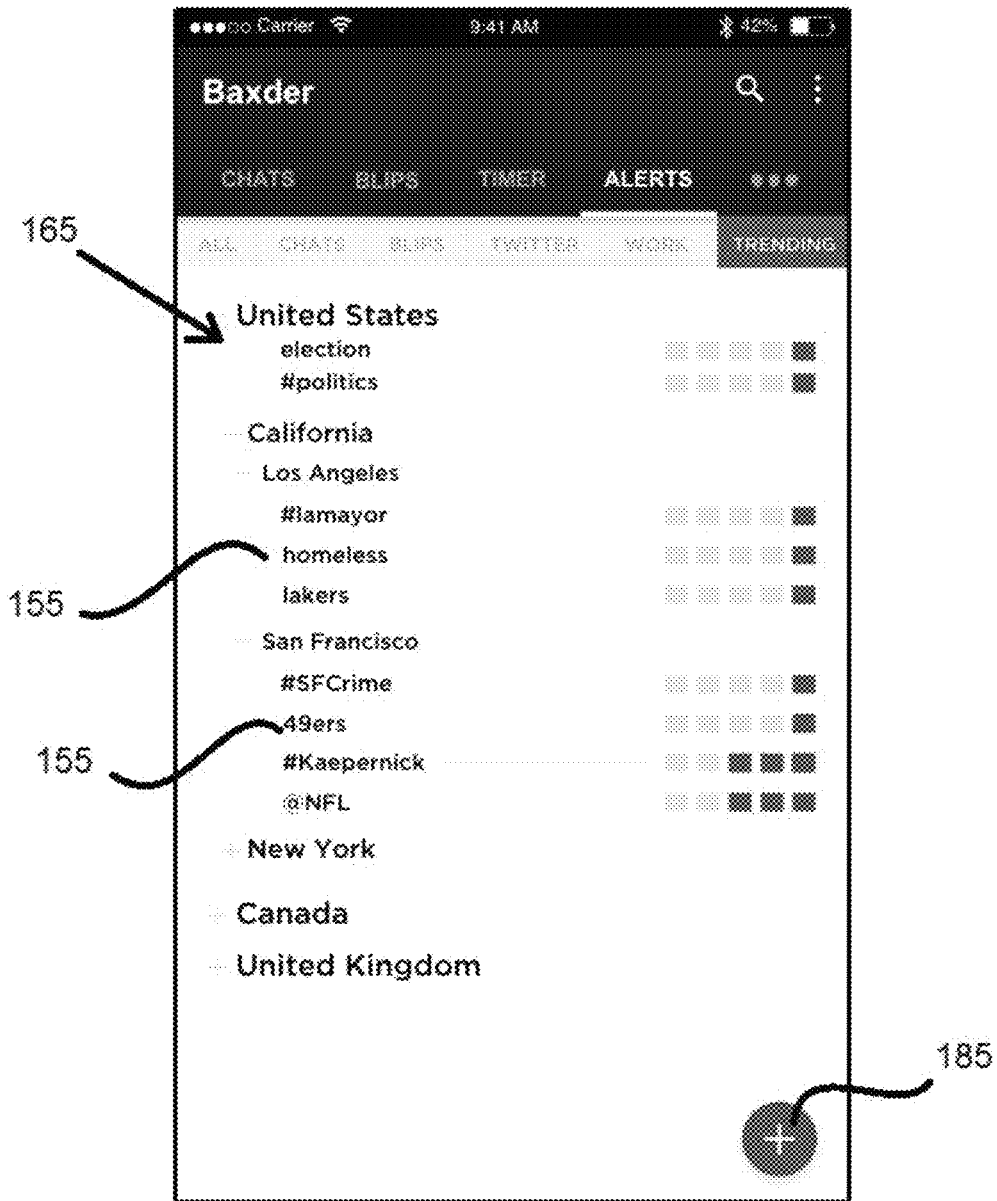 Carrier 9:41 AM 42%
Baxder
CHATS BLIPS TIMER ALERTS
ALL CHATS BLIPS TWITTER WORK TRENDING
165
United States
election
#politics
California
Los Angeles
#lamayor
155 homeless
lakers
San Francisco
#SFCrime
155 49ers
#Kaepernick
@NFL
+ New York
+ Canada
+ United Kingdom
185
+